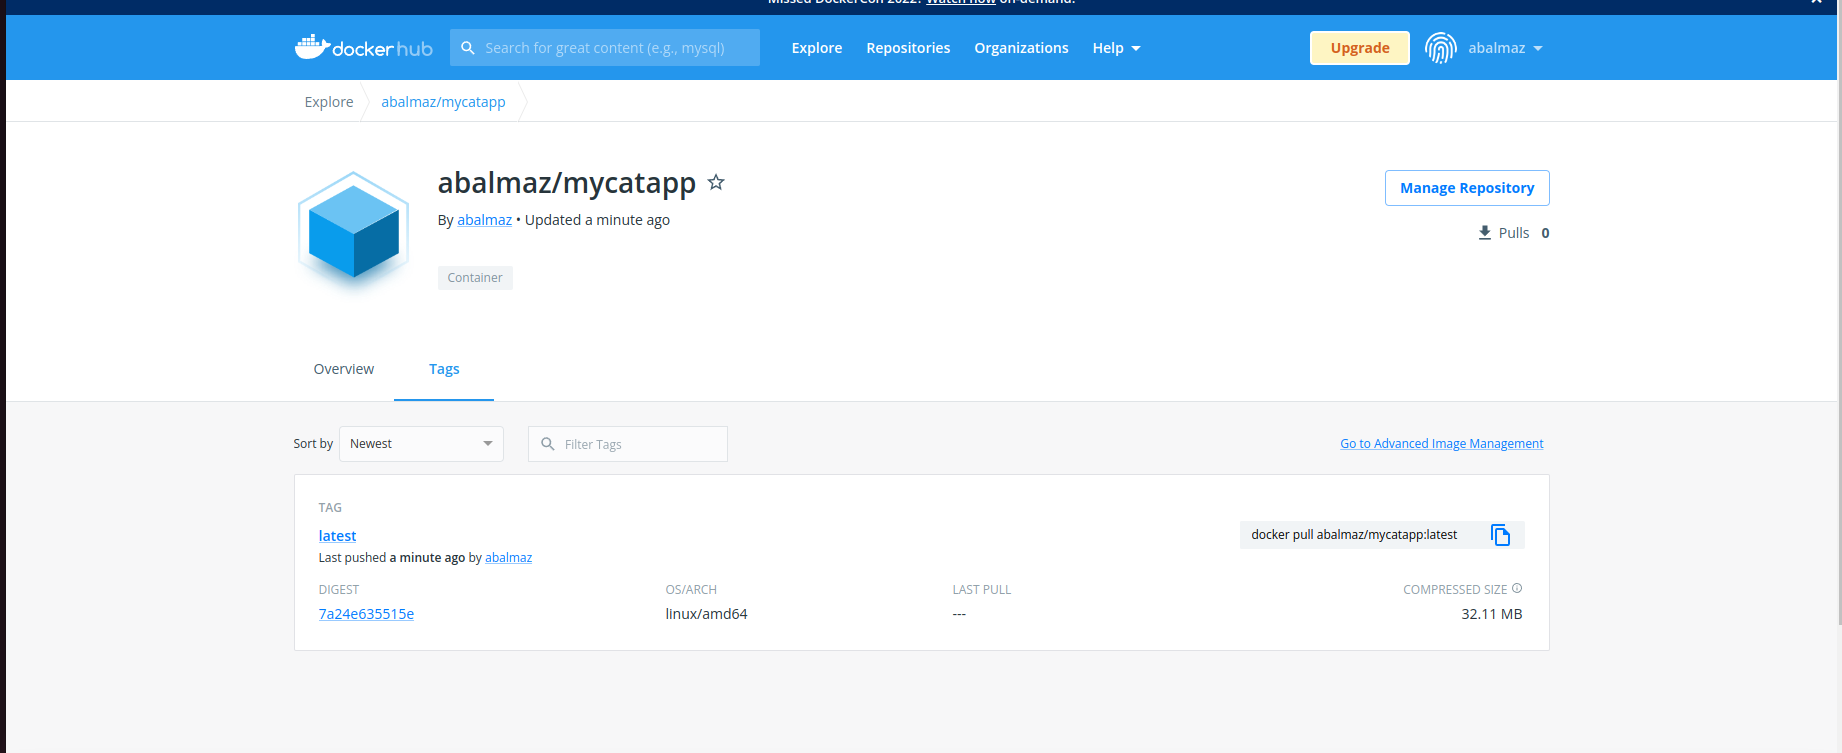 Missed DockerCon 2022? Watch now on-demand.
docker hub Search for great content (e.g., mysql) Explore Repositories Organizations Help Upgrade abalmaz
Explore abalmaz/mycatapp
abalmaz/mycatapp
Manage Repository
By abalmaz • Updated a minute ago
Pulls 0
Container
Overview Tags
Sort by Newest Filter Tags Go to Advanced Image Management
TAG
latest docker pull abalmaz/mycatapp:latest
Last pushed a minute ago by abalmaz
DIGEST OS/ARCH LAST PULL COMPRESSED SIZE
7a24e635515e linux/amd64 --- 32.11 MB